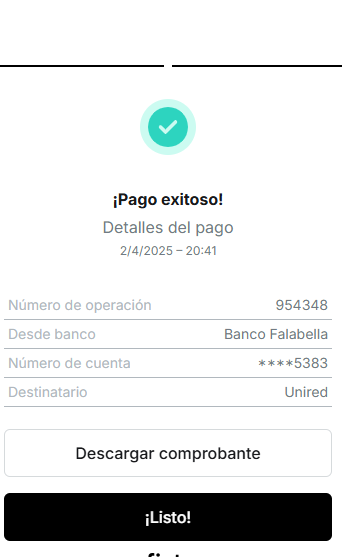 ¡Pago exitoso!
Detalles del pago
2/4/2025 – 20:41
Número de operación 954348
Desde banco Banco Falabella
Número de cuenta ****5383
Destinatario Unired
Descargar comprobante
¡Listo!